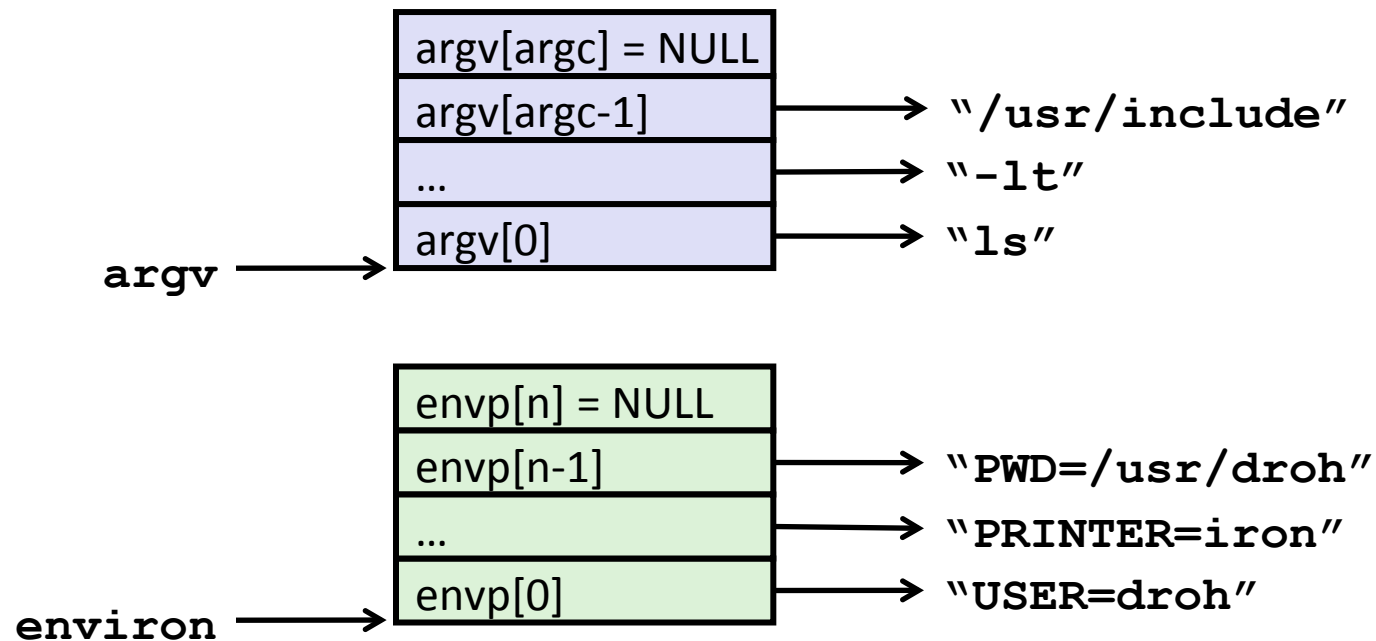 argv[argc] = NULL
argv[argc-1] “/usr/include”
… “-lt”
argv[0] “ls”
argv
envp[n] = NULL
envp[n-1] “PWD=/usr/droh”
… “PRINTER=iron”
envp[0] “USER=droh”
environ